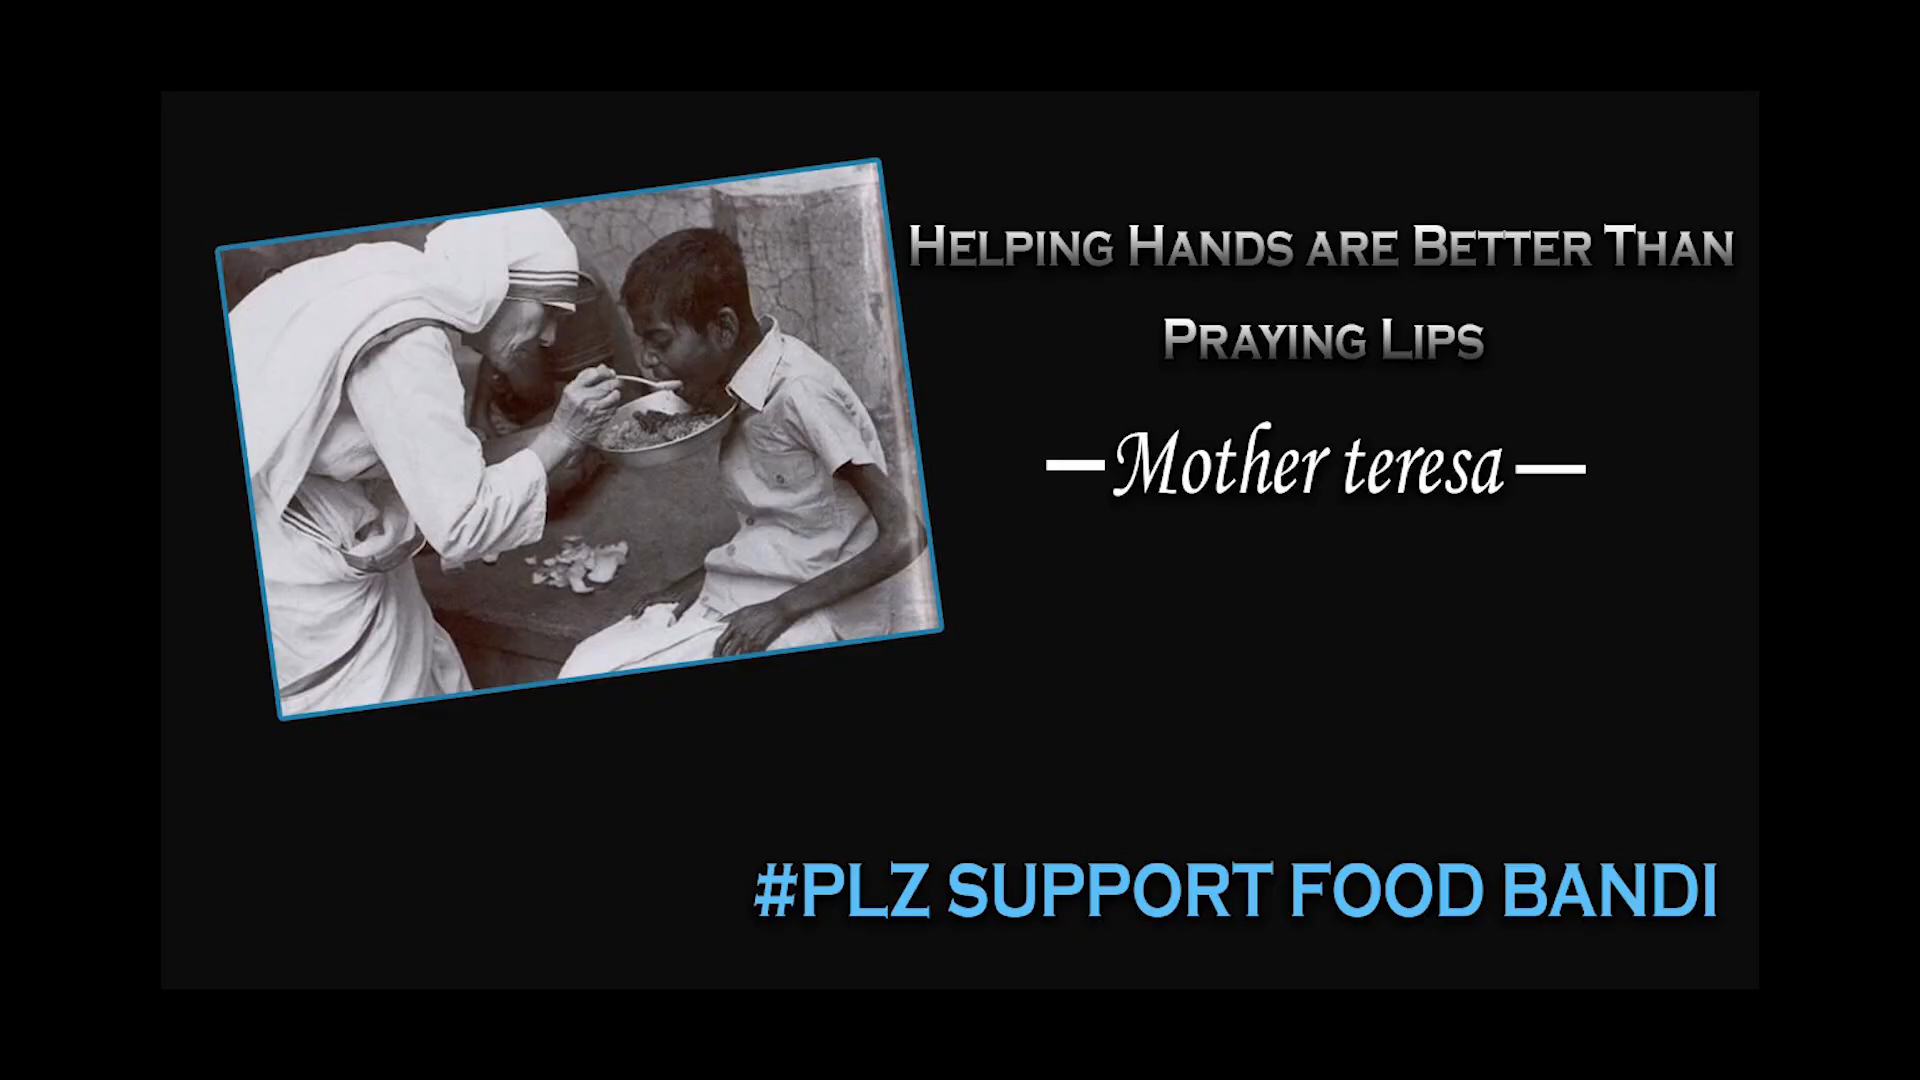 Helping Hands are Better Than
Praying Lips
—Mother teresa—
#PLZ SUPPORT FOOD BANDI